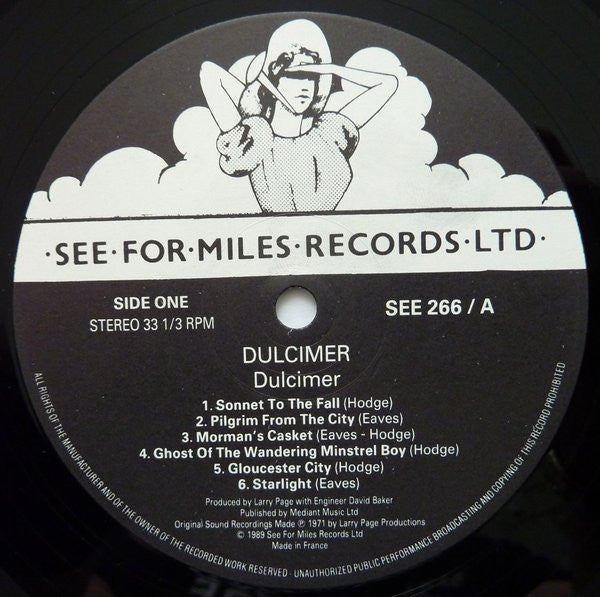 ·SEE·FOR·MILES·RECORDS·LTD·
SIDE ONE
STEREO 33 1/3 RPM
SEE 266 / A
DULCIMER
Dulcimer
1. Sonnet To The Fall (Hodge)
2. Pilgrim From The City (Eaves)
3. Morman's Casket (Eaves - Hodge)
4. Ghost Of The Wandering Minstrel Boy (Hodge)
5. Gloucester City (Hodge)
6. Starlight (Eaves)
Produced by Larry Page with Engineer David Baker
Published by Mediant Music Ltd
Original Sound Recordings Made ℗ 1971 by Larry Page Productions
© 1989 See For Miles Records Ltd
Made in France
ALL RIGHTS OF THE MANUFACTURER AND OF THE OWNER OF THE RECORDED WORK RESERVED · UNAUTHORIZED PUBLIC PERFORMANCE BROADCASTING AND COPYING OF THIS RECORD PROHIBITED